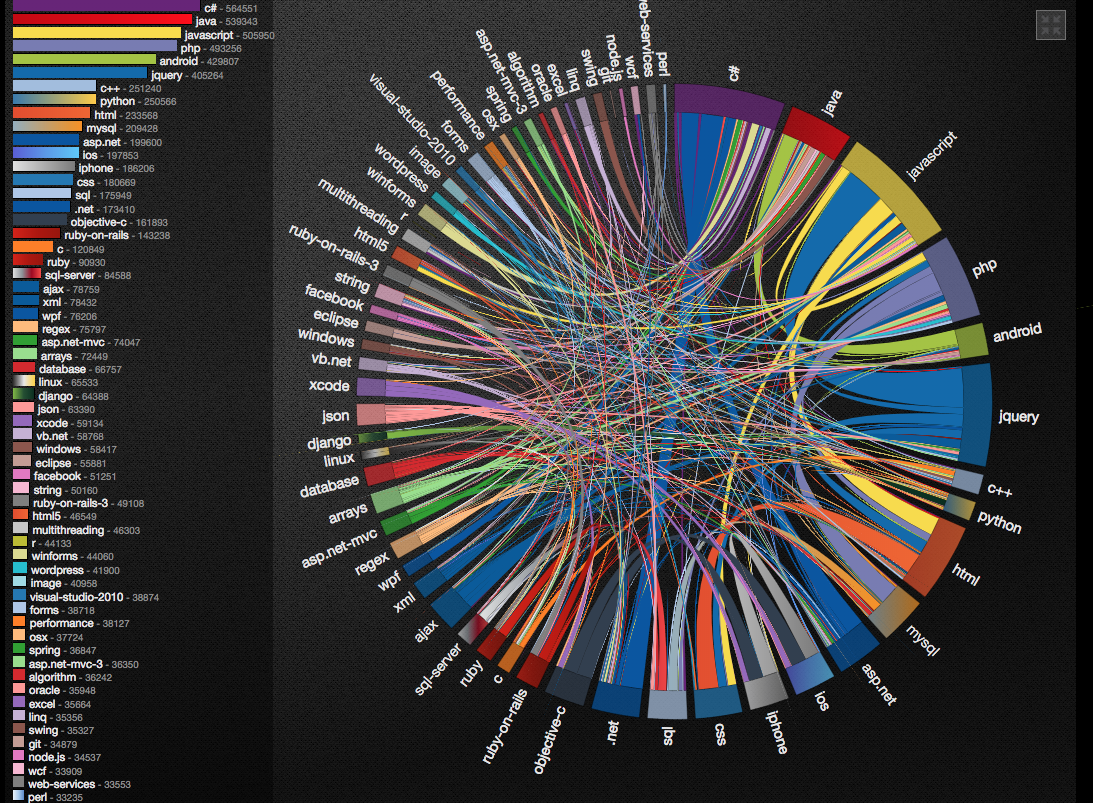 c# - 564551
java - 539343
javascript - 505950
php - 493256
android - 429807
jquery - 405264
c++ - 251240
python - 250566
html - 233568
mysql - 209428
asp.net - 199600
ios - 197853
iphone - 186206
css - 180669
sql - 175949
.net - 173410
objective-c - 161893
ruby-on-rails - 143238
c - 120849
ruby - 90930
sql-server - 84588
ajax - 78759
xml - 78432
wpf - 76206
regex - 75797
asp.net-mvc - 74047
arrays - 72449
database - 66757
linux - 65533
django - 64388
json - 63390
xcode - 59134
vb.net - 58768
windows - 58417
eclipse - 55881
facebook - 51251
string - 50160
ruby-on-rails-3 - 49108
html5 - 46549
multithreading - 46303
r - 44133
winforms - 44060
wordpress - 41900
image - 40958
visual-studio-2010 - 38874
forms - 38718
performance - 38127
osx - 37724
spring - 36847
asp.net-mvc-3 - 36350
algorithm - 36242
oracle - 35948
excel - 35664
linq - 35356
swing - 35327
git - 34879
node.js - 34537
wcf - 33909
web-services - 33553
perl - 33235
c#
java
javascript
php
android
jquery
c++
python
html
mysql
asp.net
ios
iphone
css
sql
.net
objective-c
ruby-on-rails
c
ruby
sql-server
ajax
xml
wpf
regex
asp.net-mvc
arrays
database
linux
django
json
xcode
vb.net
windows
eclipse
facebook
string
ruby-on-rails-3
html5
multithreading
r
winforms
wordpress
image
visual-studio-2010
forms
performance
osx
spring
asp.net-mvc-3
algorithm
oracle
excel
linq
swing
git
node.js
wcf
web-services
perl